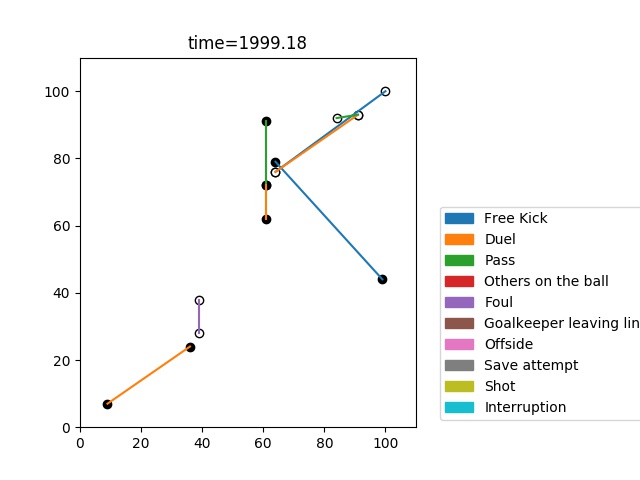 time=1999.18
100
80
60
40
20
0
0 20 40 60 80 100
Free Kick
Duel
Pass
Others on the ball
Foul
Goalkeeper leaving lin
Offside
Save attempt
Shot
Interruption